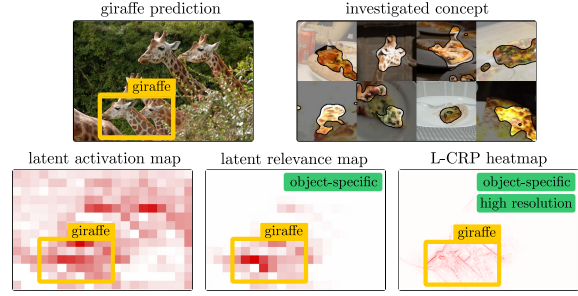 giraffe prediction
investigated concept
giraffe
latent activation map
latent relevance map
L-CRP heatmap
object-specific
object-specific
high resolution
giraffe
giraffe
giraffe